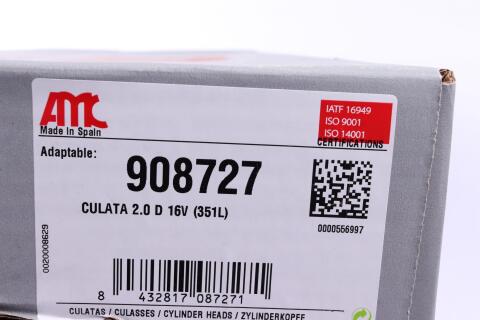 AMC
Made In Spain
IATF 16949
ISO 9001
ISO 14001
CERTIFICATIONS
Adaptable:
908727
CULATA 2.0 D 16V (351L)
0000556997
0020008629
8 432817 087271
CULATAS / CULASSES / CYLINDER HEADS / ZYLINDERKOPFE